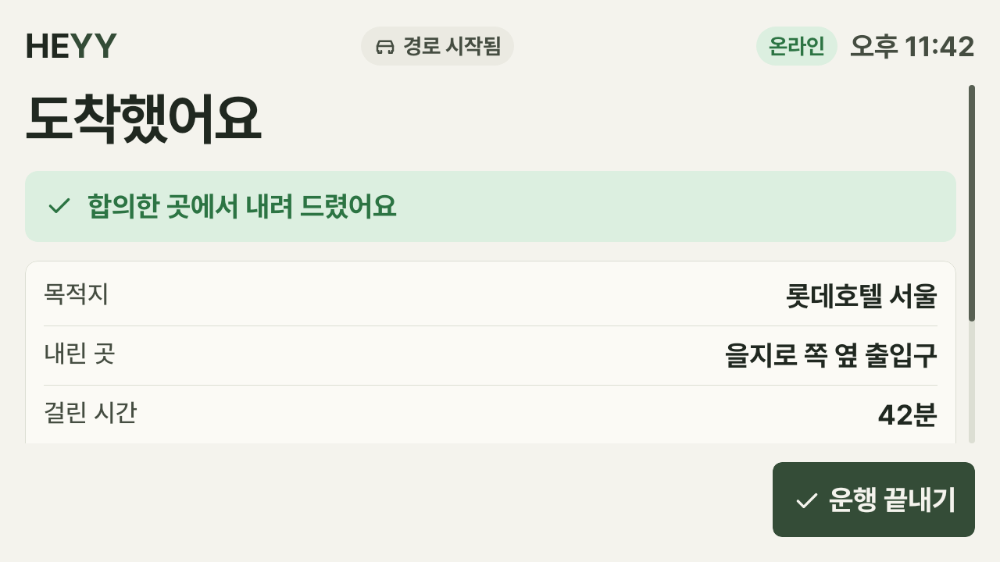 HEYY
경로 시작됨
온라인
오후 11:42
도착했어요
합의한 곳에서 내려 드렸어요
목적지
롯데호텔 서울
내린 곳
을지로 쪽 옆 출입구
걸린 시간
42분
운행 끝내기